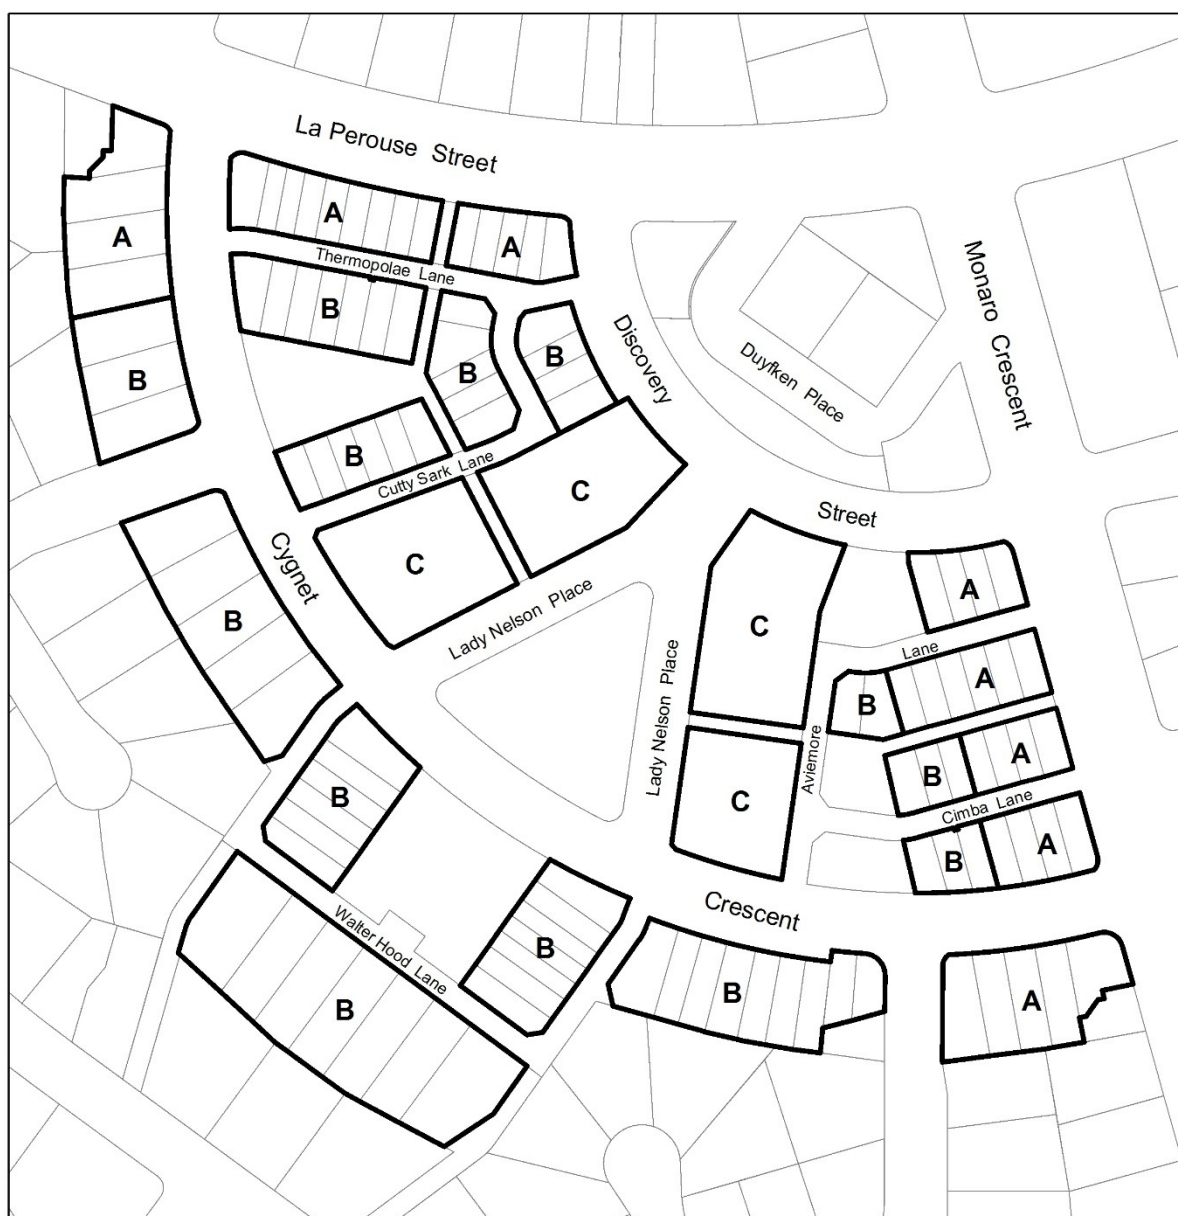 La Perouse Street
A
A
A
Thermopolae Lane
Monaro Crescent
B
Discovery
B
B
Duyfken Place
B
B
Cutty Sark Lane
C
C
Street
Cygnet
A
Lady Nelson Place
B
C
Lane
A
B
Lady Nelson Place
A
B
Aviemore
B
C
Cimba Lane
A
B
Crescent
Walter Hood Lane
B
B
A
B